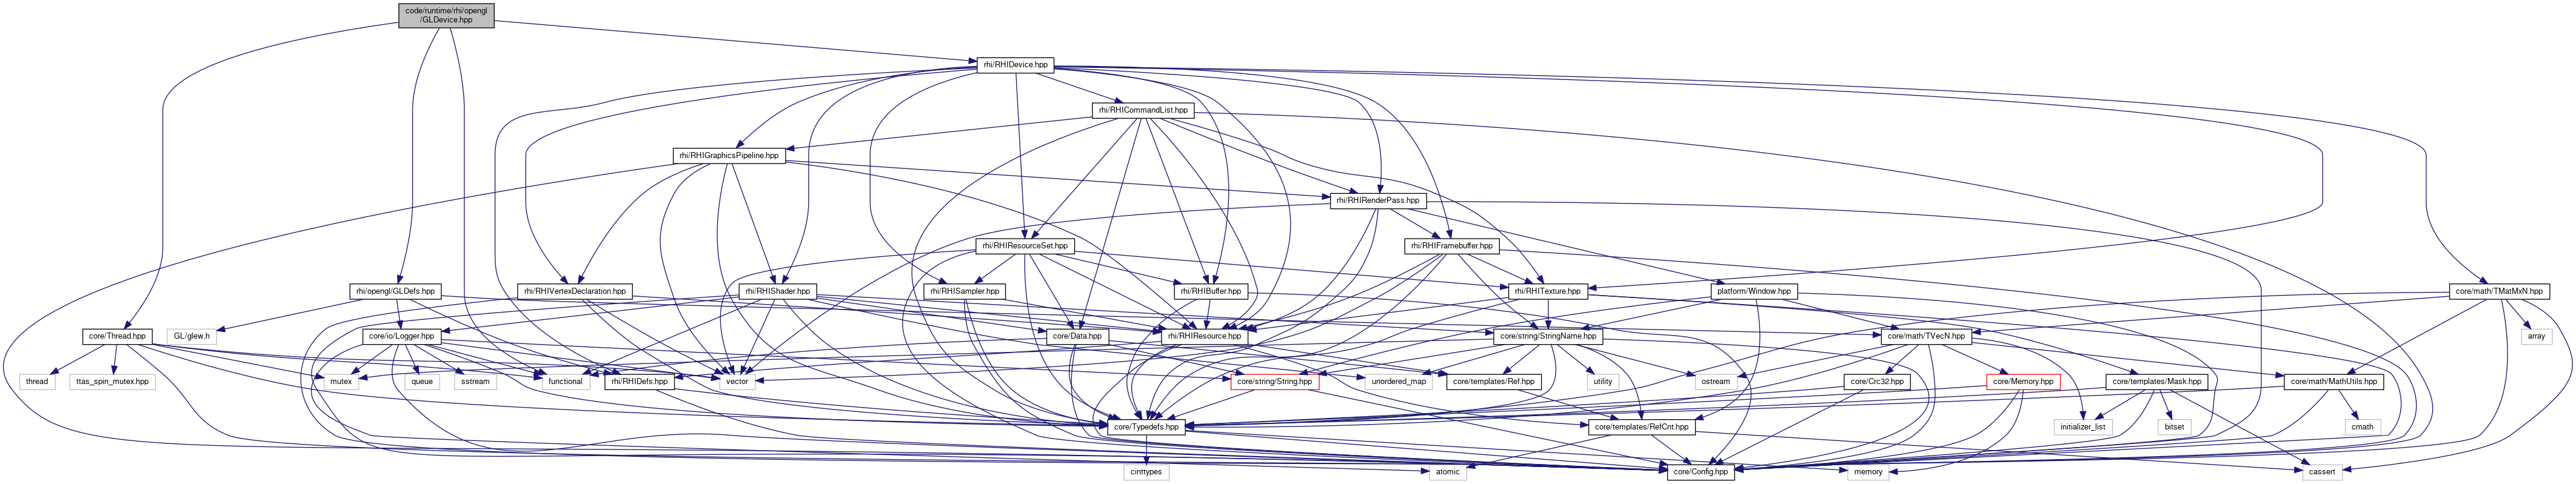 code/runtime/rhi/opengl
/GLDevice.hpp
rhi/RHIDevice.hpp
rhi/RHICommandList.hpp
rhi/RHIGraphicsPipeline.hpp
rhi/RHIRenderPass.hpp
rhi/RHIResourceSet.hpp
rhi/RHIFramebuffer.hpp
rhi/opengl/GLDefs.hpp
rhi/RHIVertexDeclaration.hpp
rhi/RHIShader.hpp
rhi/RHISampler.hpp
rhi/RHIBuffer.hpp
rhi/RHITexture.hpp
platform/Window.hpp
core/math/TMatMxN.hpp
core/Thread.hpp
GL/glew.h
core/io/Logger.hpp
core/Data.hpp
rhi/RHIResource.hpp
core/string/StringName.hpp
core/math/TVecN.hpp
array
thread
ttas_spin_mutex.hpp
mutex
queue
sstream
functional
rhi/RHIDefs.hpp
vector
core/string/String.hpp
unordered_map
core/templates/Ref.hpp
utility
ostream
core/Crc32.hpp
core/Memory.hpp
core/templates/Mask.hpp
core/math/MathUtils.hpp
core/Typedefs.hpp
core/templates/RefCnt.hpp
initializer_list
bitset
cmath
cinttypes
atomic
core/Config.hpp
memory
cassert